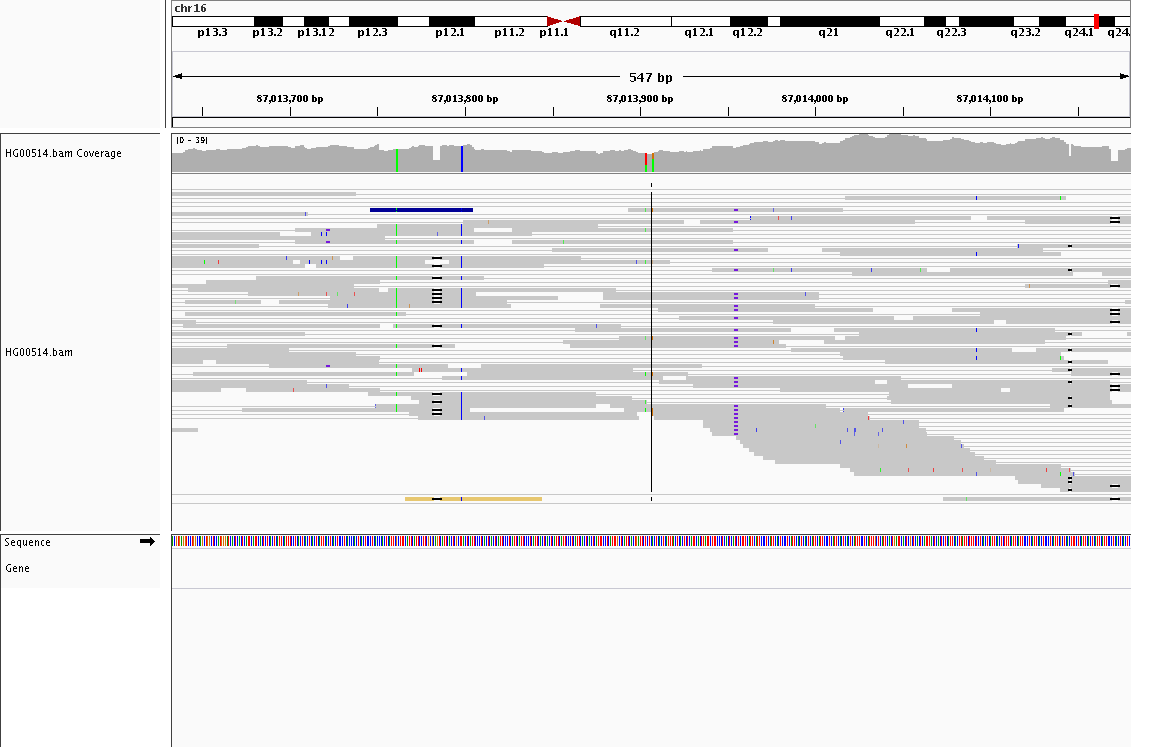 chr16
p13.3 p13.2 p13.12 p12.3 p12.1 p11.2 p11.1 q11.2 q12.1 q12.2 q21 q22.1 q22.3 q23.2 q24.1 q24.
547 bp
87,013,700 bp 87,013,800 bp 87,013,900 bp 87,014,000 bp 87,014,100 bp
[0 - 39]
HG00514.bam Coverage
HG00514.bam
Sequence
Gene